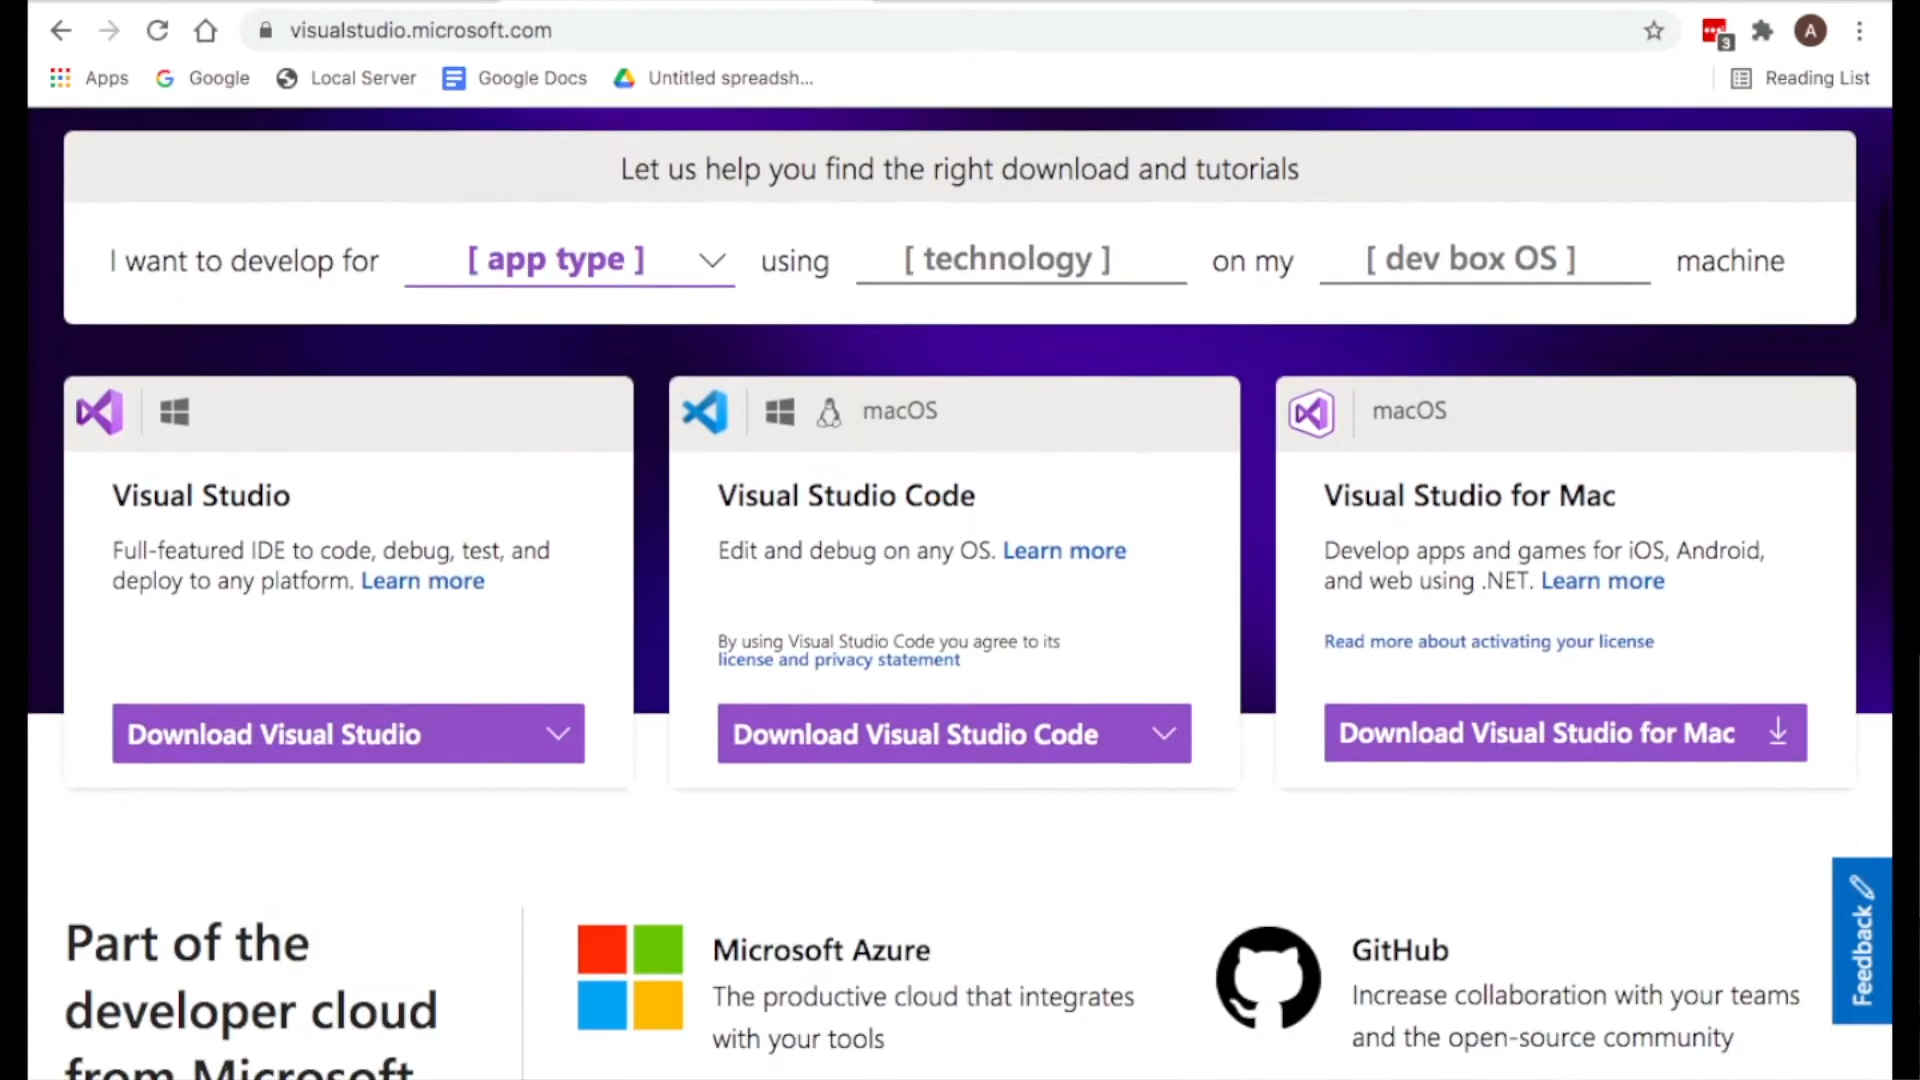 visualstudio.microsoft.com
3
A
Apps
Google
Local Server
Google Docs
Untitled spreadsh...
Reading List
Let us help you find the right download and tutorials
I want to develop for [ app type ] using [ technology ] on my [ dev box OS ] machine
macOS
macOS
Visual Studio
Full-featured IDE to code, debug, test, and
deploy to any platform. Learn more
Download Visual Studio
Visual Studio Code
Edit and debug on any OS. Learn more
By using Visual Studio Code you agree to its
license and privacy statement
Download Visual Studio Code
Visual Studio for Mac
Develop apps and games for iOS, Android,
and web using .NET. Learn more
Read more about activating your license
Download Visual Studio for Mac
Part of the
developer cloud
from Microsoft
Microsoft Azure
The productive cloud that integrates
with your tools
GitHub
Increase collaboration with your teams
and the open-source community
Feedback